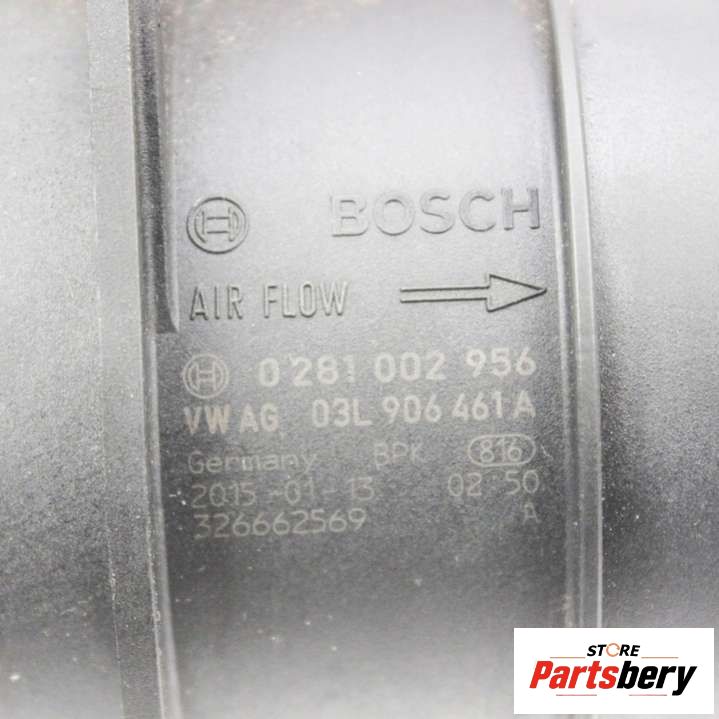 BOSCH
AIR FLOW
0 281 002 956
VW AG 03L 906 461 A
Germany BPK 816
2015-01-13 02:50
326662569 A
STORE
Partsbery